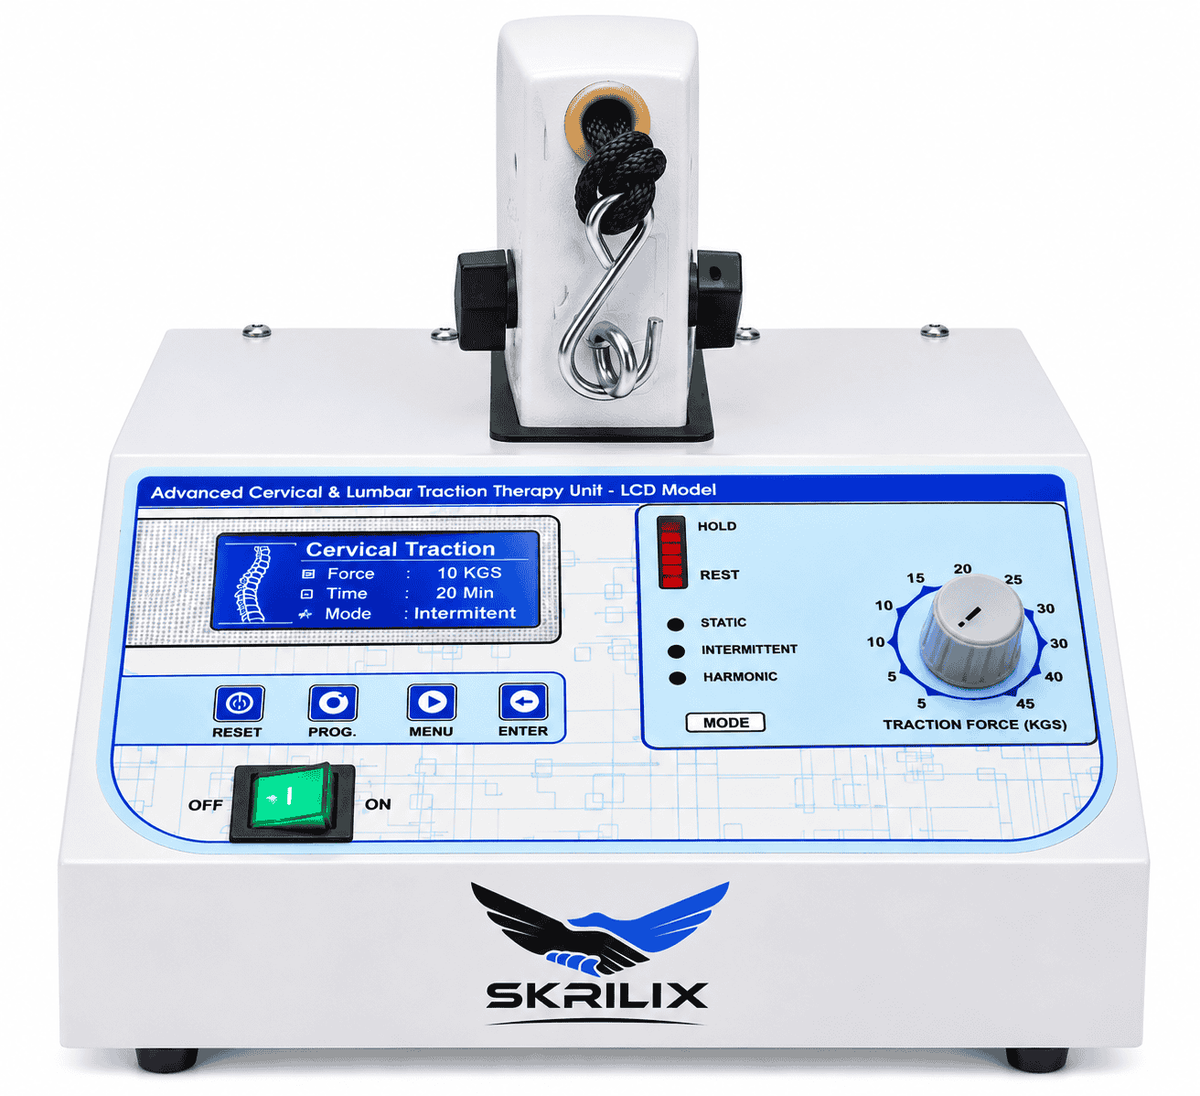 Advanced Cervical & Lumbar Traction Therapy Unit - LCD Model
Cervical Traction
Force : 10 KGS
Time : 20 Min
Mode : Intermitent
RESET
PROG.
MENU
ENTER
OFF
ON
HOLD
REST
STATIC
INTERMITTENT
HARMONIC
MODE
5
5
10
10
15
20
25
30
30
40
45
TRACTION FORCE (KGS)
SKRILIX